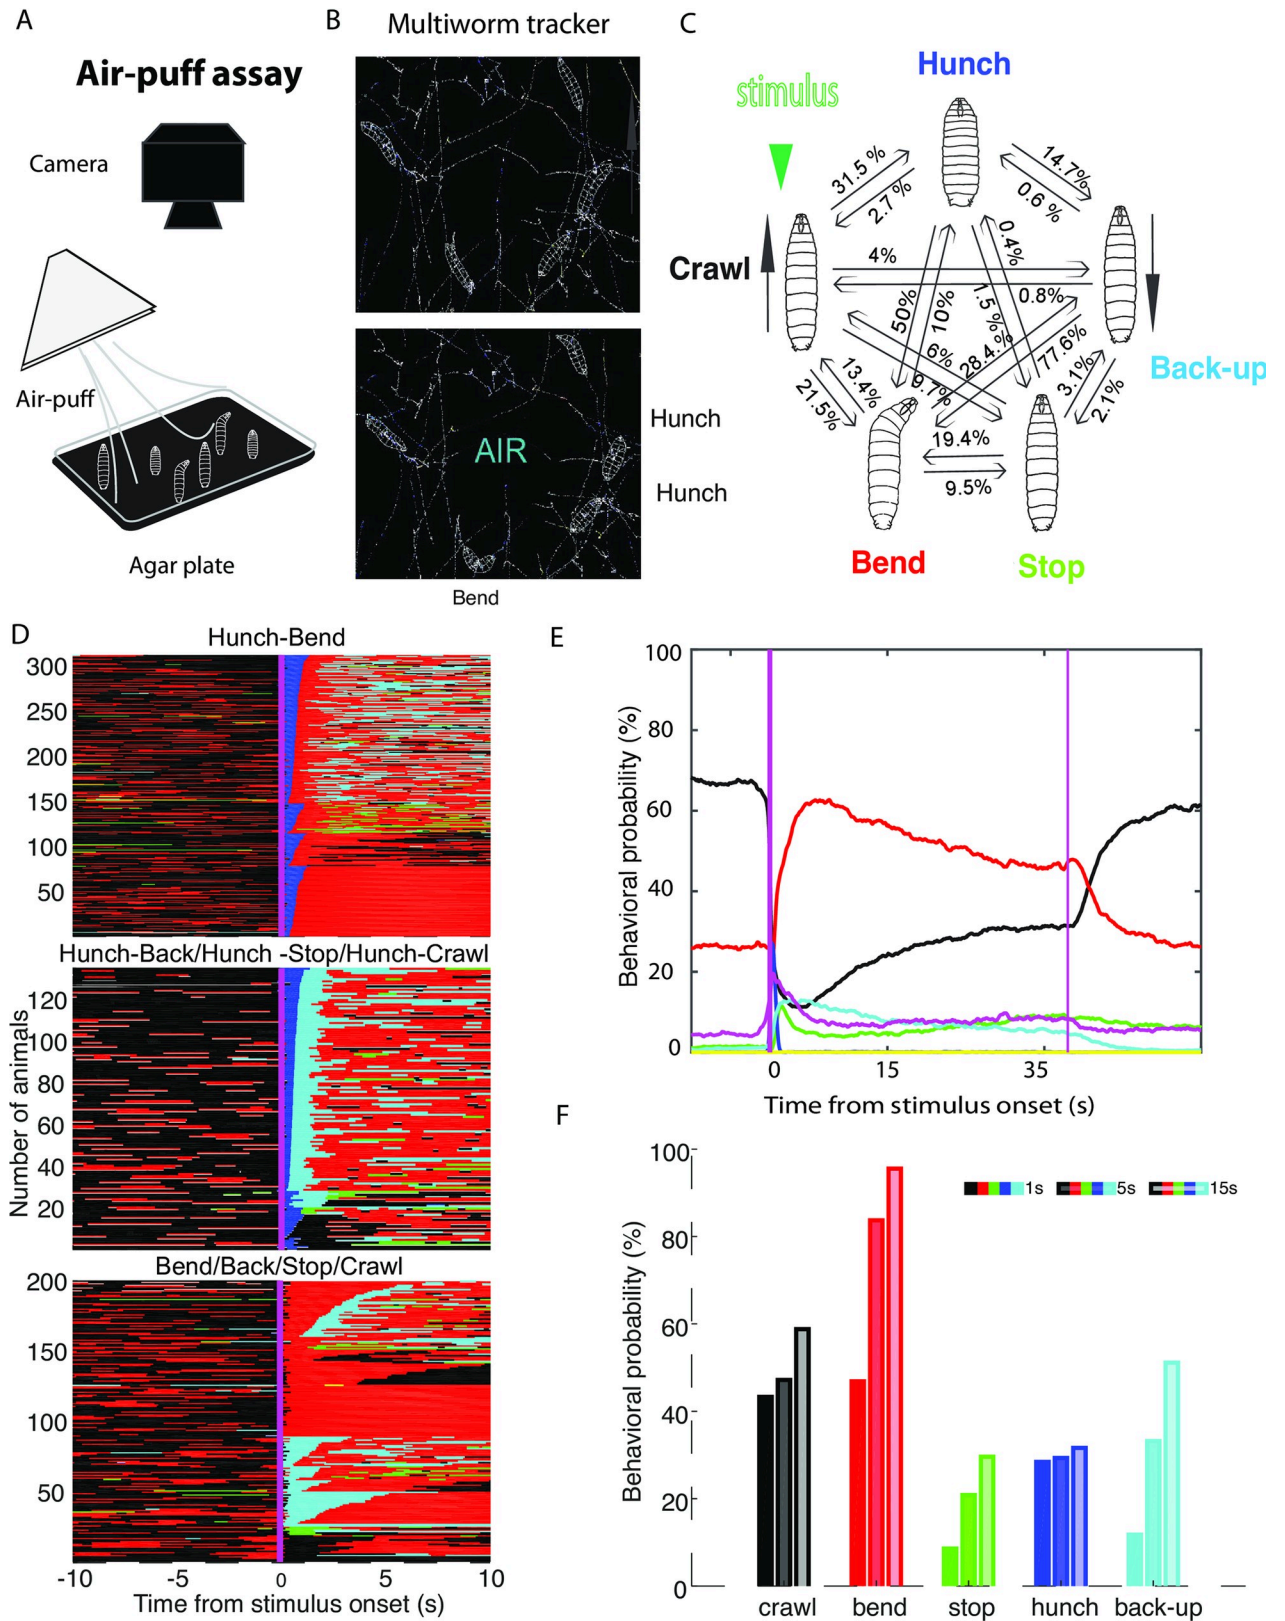 A
Air-puff assay
Camera
Air-puff
Agar plate
B
Multiworm tracker
AIR
Hunch
Hunch
Bend
C
stimulus
Hunch
Crawl
Back-up
Bend
Stop
31.5 %
2.7 %
14.7%
0.6 %
4%
0.8%
0.4%
1.5 %
50%
10%
6%
9.7%
28.4.%
77.6%
3.1%
2.1%
13.4%
21.5%
19.4%
9.5%
D
Hunch-Bend
300
250
200
150
100
50
Hunch-Back/Hunch -Stop/Hunch-Crawl
120
100
80
60
40
20
Number of animals
Bend/Back/Stop/Crawl
200
150
100
50
-10 -5 0 5 10
Time from stimulus onset (s)
E
100
80
60
40
20
0
Behavioral probability (%)
0 15 35
Time from stimulus onset (s)
F
100
80
60
40
20
0
Behavioral probability (%)
1s 5s 15s
crawl bend stop hunch back-up